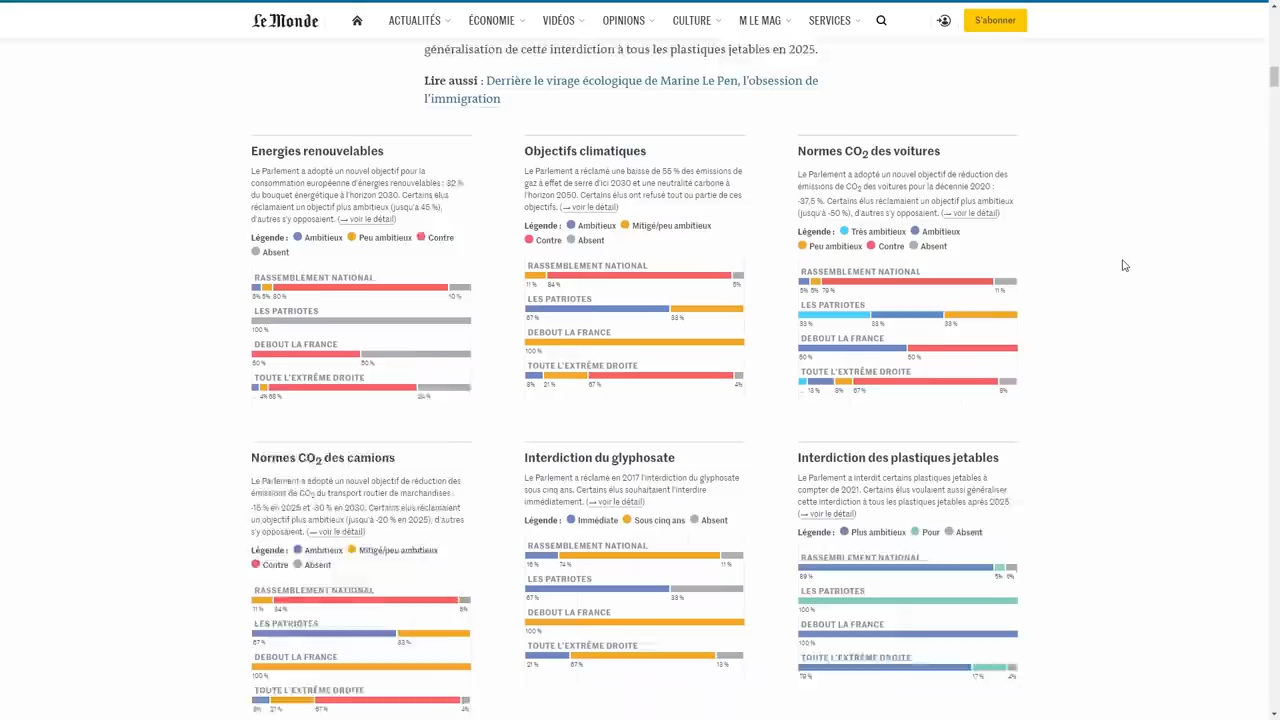 Le Monde
ACTUALITÉS
ÉCONOMIE
VIDÉOS
OPINIONS
CULTURE
M LE MAG
SERVICES
S'abonner
généralisation de cette interdiction à tous les plastiques jetables en 2025.
Lire aussi : Derrière le virage écologique de Marine Le Pen, l'obsession de
l'immigration
Energies renouvelables
Le Parlement a adopté un nouvel objectif pour la
consommation européenne d'énergies renouvelables : 32 %
du bouquet énergétique à l'horizon 2030. Certains élus
réclamaient un objectif plus ambitieux (jusqu'à 45 %),
d'autres s'y opposaient. (→ voir le détail)
Légende : Ambitieux Peu ambitieux Contre
Absent
RASSEMBLEMENT NATIONAL
5% 5% 80 % 10 %
LES PATRIOTES
100 %
DEBOUT LA FRANCE
50 % 50 %
TOUTE L'EXTRÊME DROITE
... 4%
Objectifs climatiques
Le Parlement a réclamé une baisse de 55 % des émissions de
gaz à effet de serre d'ici 2030 et une neutralité carbone à
l'horizon 2050. Certains élus ont refusé tout ou partie de ces
objectifs. (→ voir le détail)
Légende : Ambitieux Mitigé/peu ambitieux
Contre Absent
RASSEMBLEMENT NATIONAL
11 % 84 % 5%
LES PATRIOTES
67 % 33 %
DEBOUT LA FRANCE
100 %
TOUTE L'EXTRÊME DROITE
8% 21 % 67 % 4%
Normes CO2 des voitures
Le Parlement a adopté un nouvel objectif de réduction des
émissions de CO2 des voitures pour la décennie 2020 :
-37,5 %. Certains élus réclamaient un objectif plus ambitieux
(jusqu'à -50 %), d'autres s'y opposaient. (→ voir le détail)
Légende : Très ambitieux Ambitieux
Peu ambitieux Contre Absent
RASSEMBLEMENT NATIONAL
5% 5% 79 % 11 %
LES PATRIOTES
33 % 33 % 33 %
DEBOUT LA FRANCE
50 % 50 %
TOUTE L'EXTRÊME DROITE
... 13 % 8% 67 % 8%
Normes CO2 des camions
Le Parlement a adopté un nouvel objectif de réduction des
émissions de CO2 du transport routier de marchandises :
-15 % en 2025 et -30 % en 2030. Certains élus réclamaient
un objectif plus ambitieux (jusqu'à -20 % en 2025), d'autres
s'y opposaient. (→ voir le détail)
Légende : Ambitieux Mitigé/peu ambitieux
Contre Absent
RASSEMBLEMENT NATIONAL
11 % 84 % 5%
LES PATRIOTES
67 % 33 %
DEBOUT LA FRANCE
100 %
TOUTE L'EXTRÊME DROITE
8% 21 % 67 % 4%
Interdiction du glyphosate
Le Parlement a réclamé en 2017 l'interdiction du glyphosate
sous cinq ans. Certains élus souhaitaient l'interdire
immédiatement. (→ voir le détail)
Légende : Immédiate Sous cinq ans Absent
RASSEMBLEMENT NATIONAL
16 % 74 % 11 %
LES PATRIOTES
67 % 33 %
DEBOUT LA FRANCE
100 %
TOUTE L'EXTRÊME DROITE
21 % 67 % 13 %
Interdiction des plastiques jetables
Le Parlement a interdit certains plastiques jetables à
compter de 2021. Certains élus voulaient aussi généraliser
cette interdiction à tous les plastiques jetables après 2025.
(→ voir le détail)
Légende : Plus ambitieux Pour Absent
RASSEMBLEMENT NATIONAL
89 % 5%
LES PATRIOTES
100 %
DEBOUT LA FRANCE
100 %
TOUTE L'EXTRÊME DROITE
79 % 17 % 4%